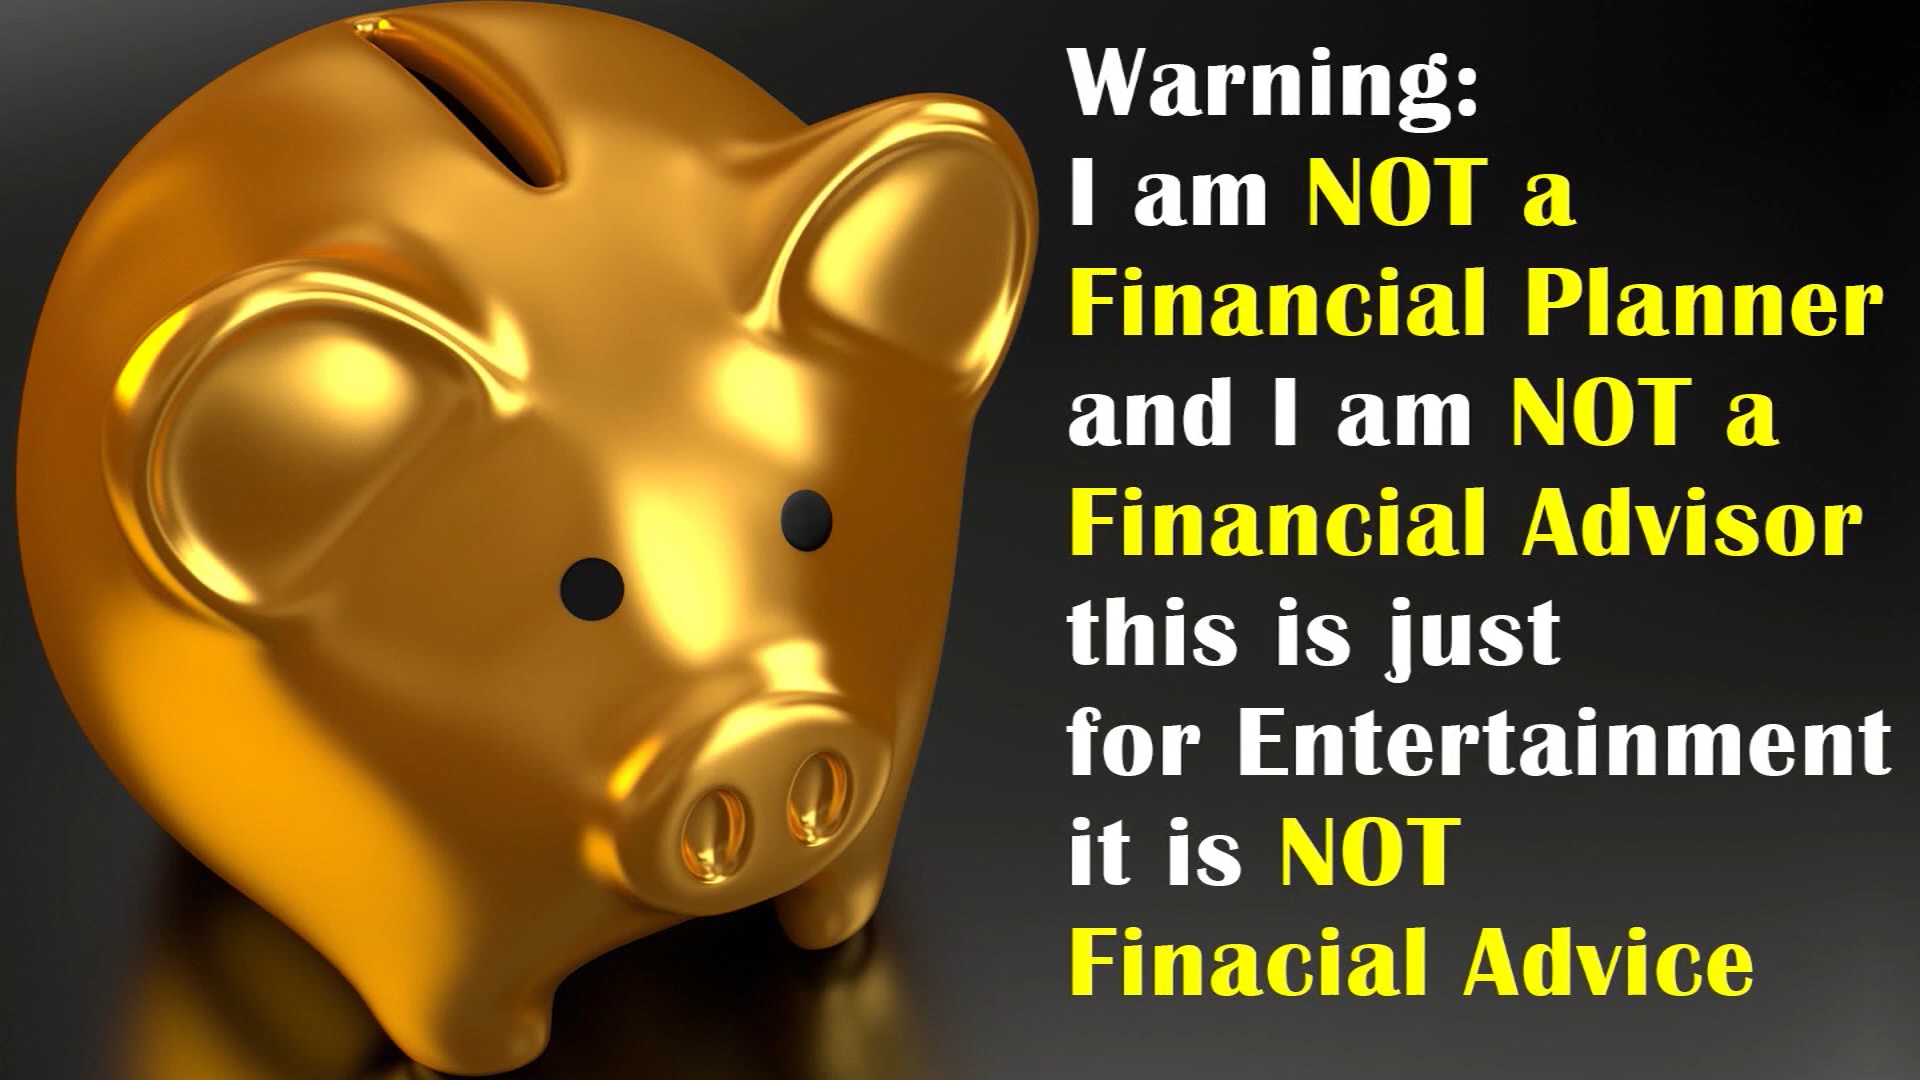 Warning:
I am NOT a
Financial Planner
and I am NOT a
Financial Advisor
this is just
for Entertainment
it is NOT
Finacial Advice